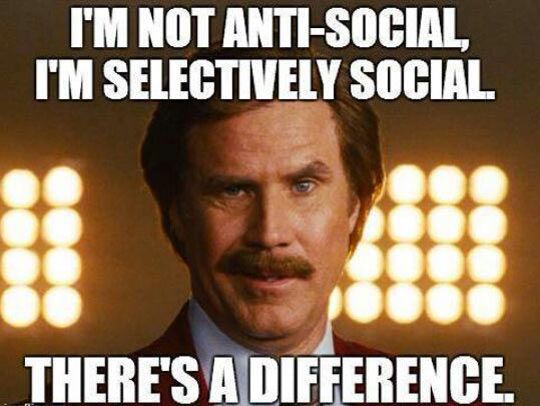 I'M NOT ANTI-SOCIAL,
I'M SELECTIVELY SOCIAL.
THERE'S A DIFFERENCE.